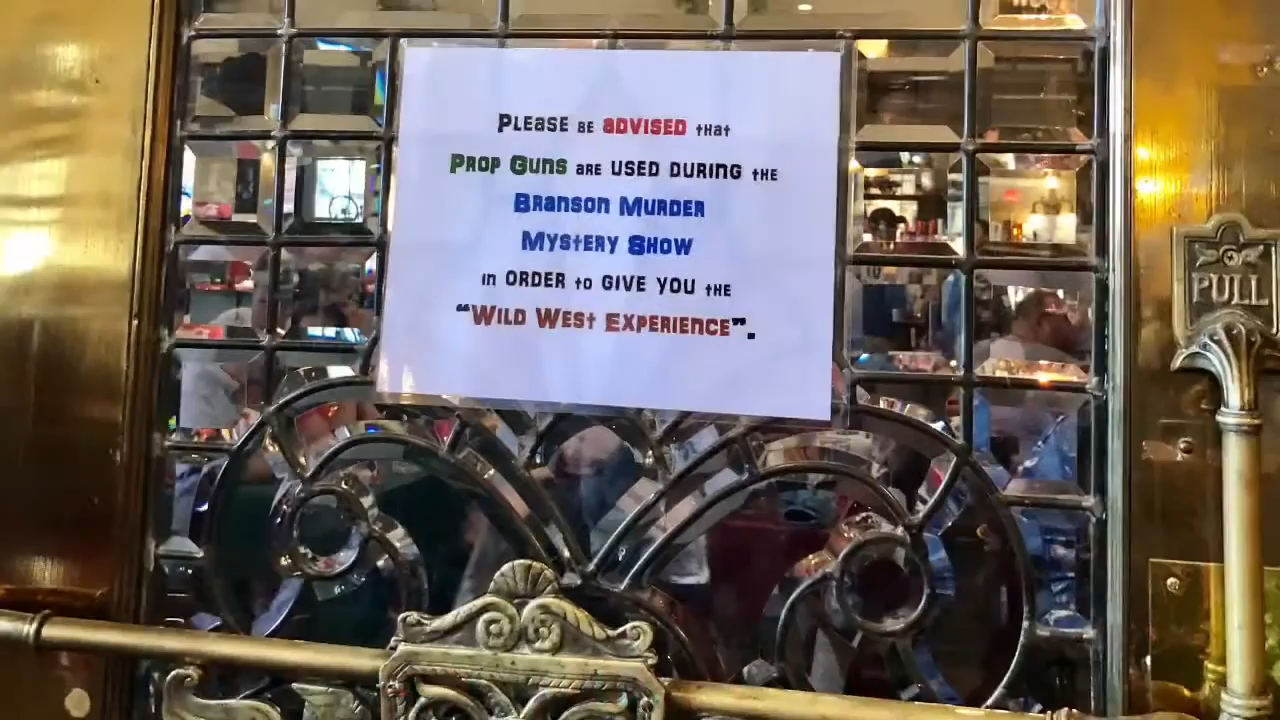 Please be advised that
Prop Guns are used during the
Branson Murder
Mystery Show
in order to give you the
“Wild West Experience”.
PULL